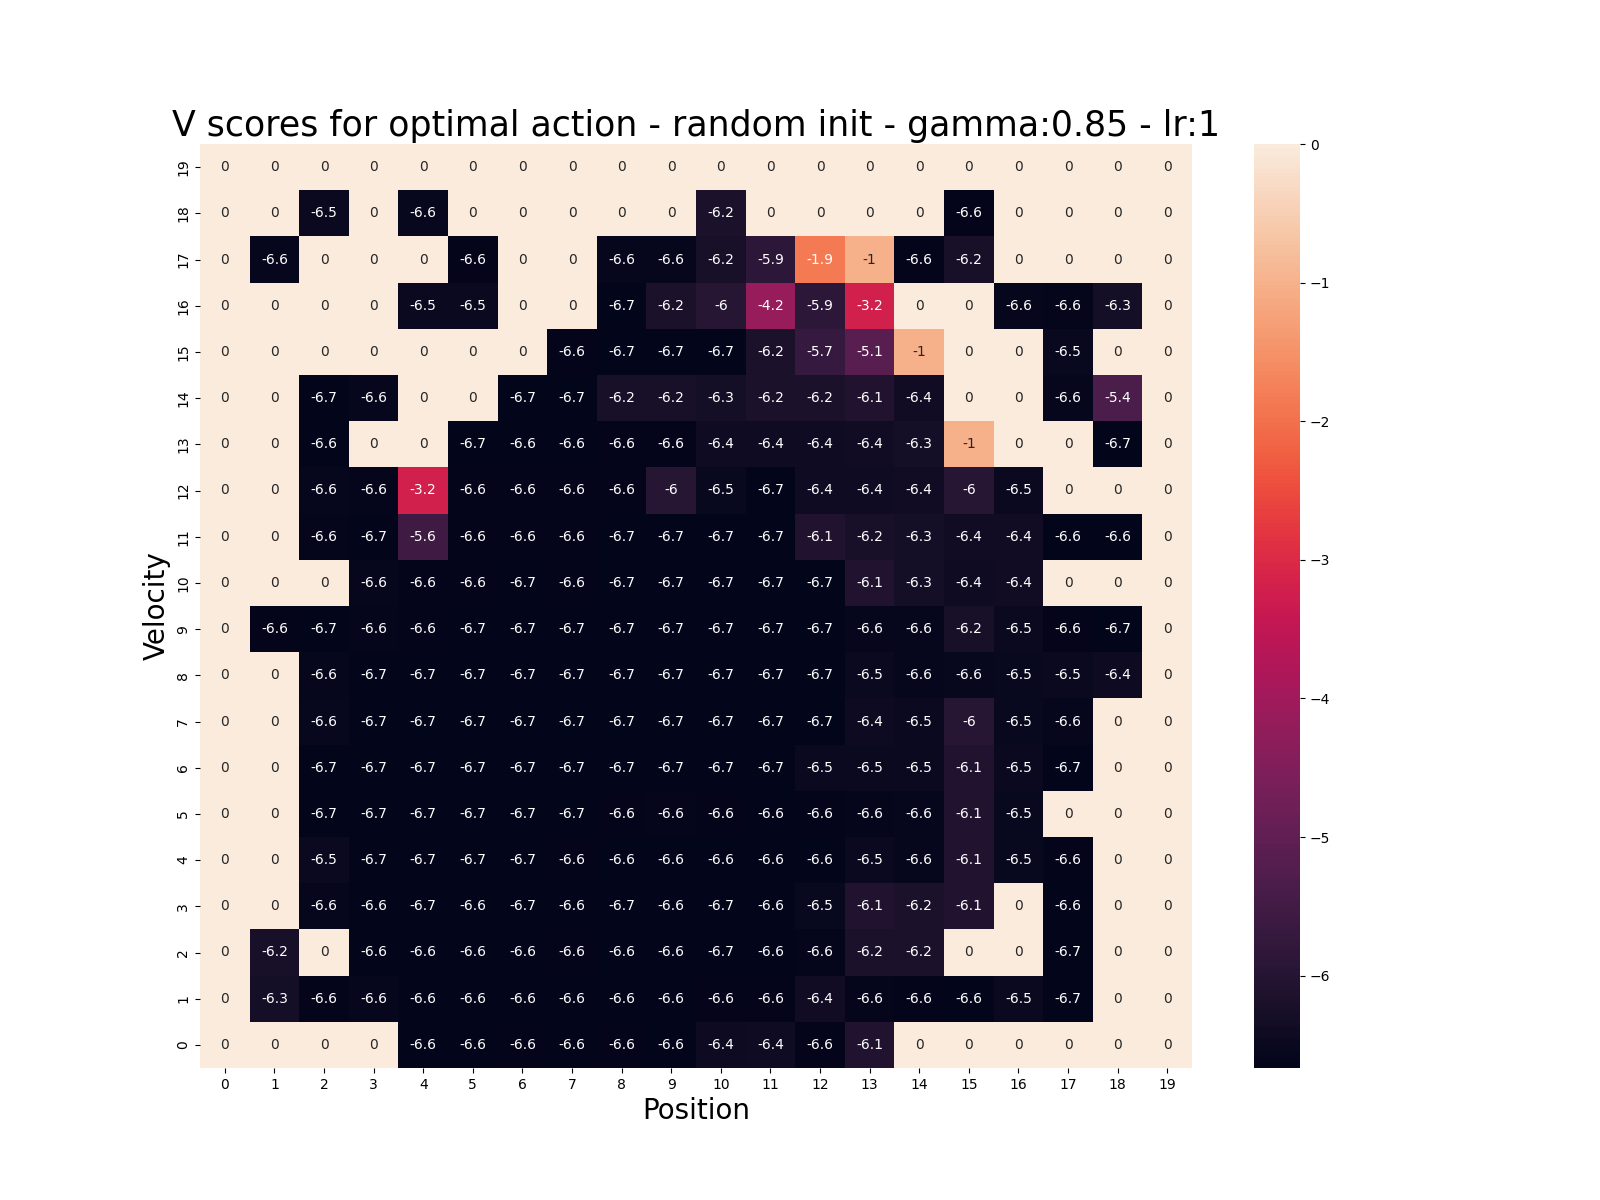 V scores for optimal action - random init - gamma:0.85 - lr:1
19 0 0 0 0 0 0 0 0 0 0 0 0 0 0 0 0 0 0 0 0
18 0 0 -6.5 0 -6.6 0 0 0 0 0 -6.2 0 0 0 0 -6.6 0 0 0 0
17 0 -6.6 0 0 0 -6.6 0 0 -6.6 -6.6 -6.2 -5.9 -1.9 -1 -6.6 -6.2 0 0 0 0
16 0 0 0 0 -6.5 -6.5 0 0 -6.7 -6.2 -6 -4.2 -5.9 -3.2 0 0 -6.6 -6.6 -6.3 0
15 0 0 0 0 0 0 0 -6.6 -6.7 -6.7 -6.7 -6.2 -5.7 -5.1 -1 0 0 -6.5 0 0
14 0 0 -6.7 -6.6 0 0 -6.7 -6.7 -6.2 -6.2 -6.3 -6.2 -6.2 -6.1 -6.4 0 0 -6.6 -5.4 0
13 0 0 -6.6 0 0 -6.7 -6.6 -6.6 -6.6 -6.6 -6.4 -6.4 -6.4 -6.4 -6.3 -1 0 0 -6.7 0
12 0 0 -6.6 -6.6 -3.2 -6.6 -6.6 -6.6 -6.6 -6 -6.5 -6.7 -6.4 -6.4 -6.4 -6 -6.5 0 0 0
11 0 0 -6.6 -6.7 -5.6 -6.6 -6.6 -6.6 -6.7 -6.7 -6.7 -6.7 -6.1 -6.2 -6.3 -6.4 -6.4 -6.6 -6.6 0
10 0 0 0 -6.6 -6.6 -6.6 -6.7 -6.6 -6.7 -6.7 -6.7 -6.7 -6.7 -6.1 -6.3 -6.4 -6.4 0 0 0
9 0 -6.6 -6.7 -6.6 -6.6 -6.7 -6.7 -6.7 -6.7 -6.7 -6.7 -6.7 -6.7 -6.6 -6.6 -6.2 -6.5 -6.6 -6.7 0
8 0 0 -6.6 -6.7 -6.7 -6.7 -6.7 -6.7 -6.7 -6.7 -6.7 -6.7 -6.7 -6.5 -6.6 -6.6 -6.5 -6.5 -6.4 0
7 0 0 -6.6 -6.7 -6.7 -6.7 -6.7 -6.7 -6.7 -6.7 -6.7 -6.7 -6.7 -6.4 -6.5 -6 -6.5 -6.6 0 0
6 0 0 -6.7 -6.7 -6.7 -6.7 -6.7 -6.7 -6.7 -6.7 -6.7 -6.7 -6.5 -6.5 -6.5 -6.1 -6.5 -6.7 0 0
5 0 0 -6.7 -6.7 -6.7 -6.7 -6.7 -6.7 -6.6 -6.6 -6.6 -6.6 -6.6 -6.6 -6.6 -6.1 -6.5 0 0 0
4 0 0 -6.5 -6.7 -6.7 -6.7 -6.7 -6.6 -6.6 -6.6 -6.6 -6.6 -6.6 -6.5 -6.6 -6.1 -6.5 -6.6 0 0
3 0 0 -6.6 -6.6 -6.7 -6.6 -6.7 -6.6 -6.7 -6.6 -6.7 -6.6 -6.5 -6.1 -6.2 -6.1 0 -6.6 0 0
2 0 -6.2 0 -6.6 -6.6 -6.6 -6.6 -6.6 -6.6 -6.6 -6.7 -6.6 -6.6 -6.2 -6.2 0 0 -6.7 0 0
1 0 -6.3 -6.6 -6.6 -6.6 -6.6 -6.6 -6.6 -6.6 -6.6 -6.6 -6.6 -6.4 -6.6 -6.6 -6.6 -6.5 -6.7 0 0
0 0 0 0 0 -6.6 -6.6 -6.6 -6.6 -6.6 -6.6 -6.4 -6.4 -6.6 -6.1 0 0 0 0 0 0
0 1 2 3 4 5 6 7 8 9 10 11 12 13 14 15 16 17 18 19
Position
Velocity
0
−1
−2
−3
−4
−5
−6